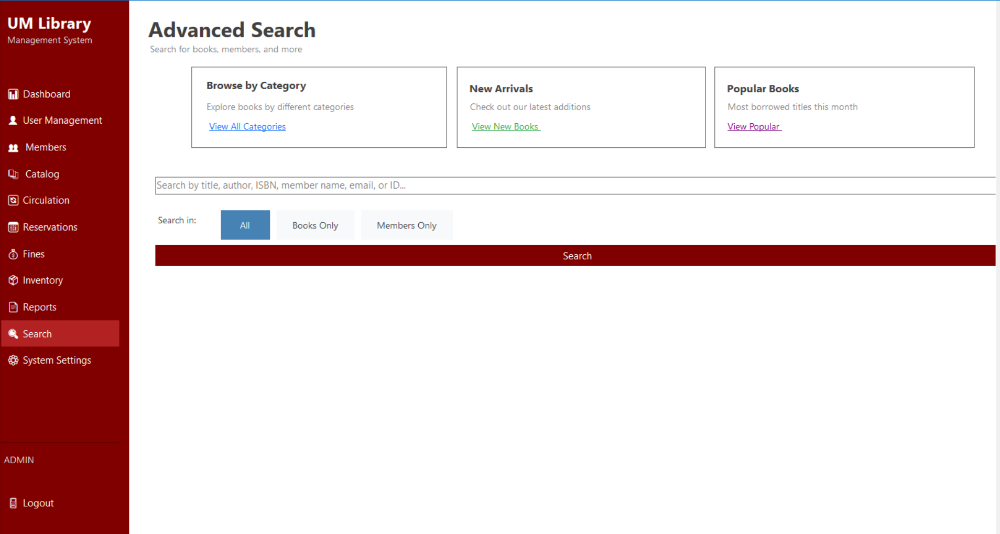 UM Library
Management System
Dashboard
User Management
Members
Catalog
Circulation
Reservations
Fines
Inventory
Reports
Search
System Settings
ADMIN
Logout
Advanced Search
Search for books, members, and more
Browse by Category
Explore books by different categories
View All Categories
New Arrivals
Check out our latest additions
View New Books
Popular Books
Most borrowed titles this month
View Popular
Search by title, author, ISBN, member name, email, or ID...
Search in:
All
Books Only
Members Only
Search